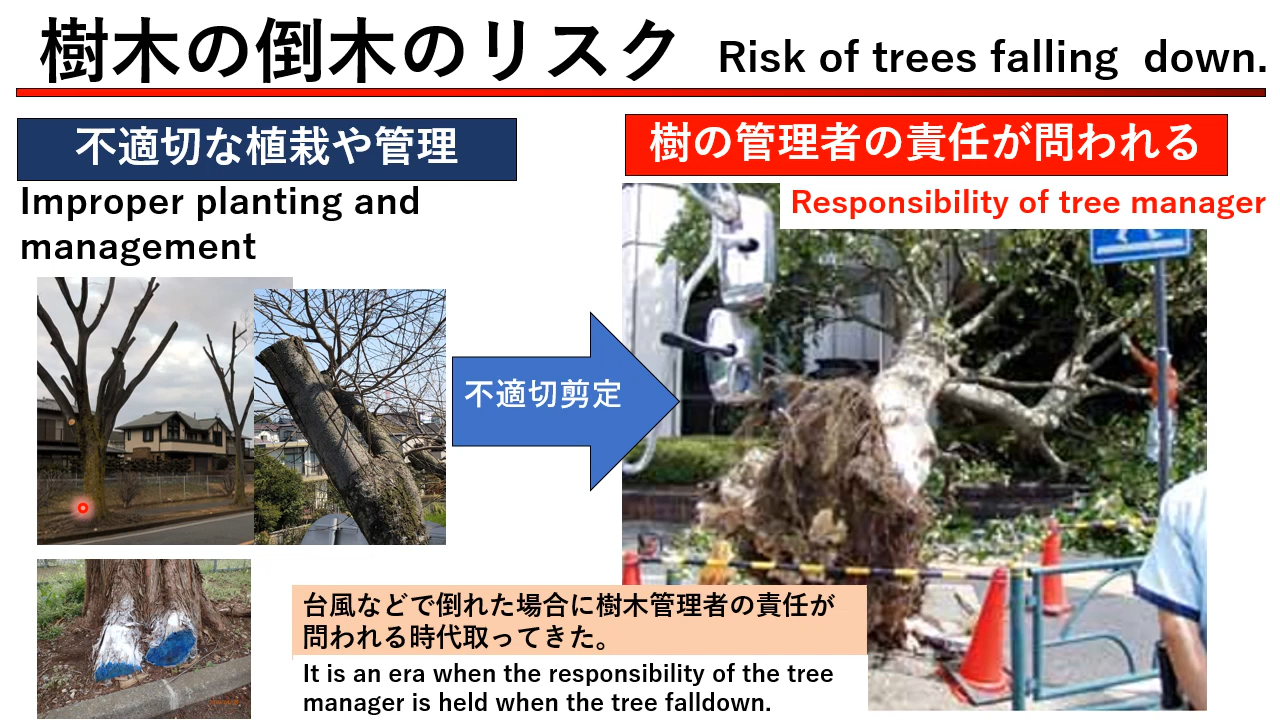 樹木の倒木のリスク Risk of trees falling down.
不適切な植栽や管理
Improper planting and
management
樹の管理者の責任が問われる
Responsibility of tree manager
不適切剪定
台風などで倒れた場合に樹木管理者の責任が
問われる時代取ってきた。
It is an era when the responsibility of the tree
manager is held when the tree falldown.